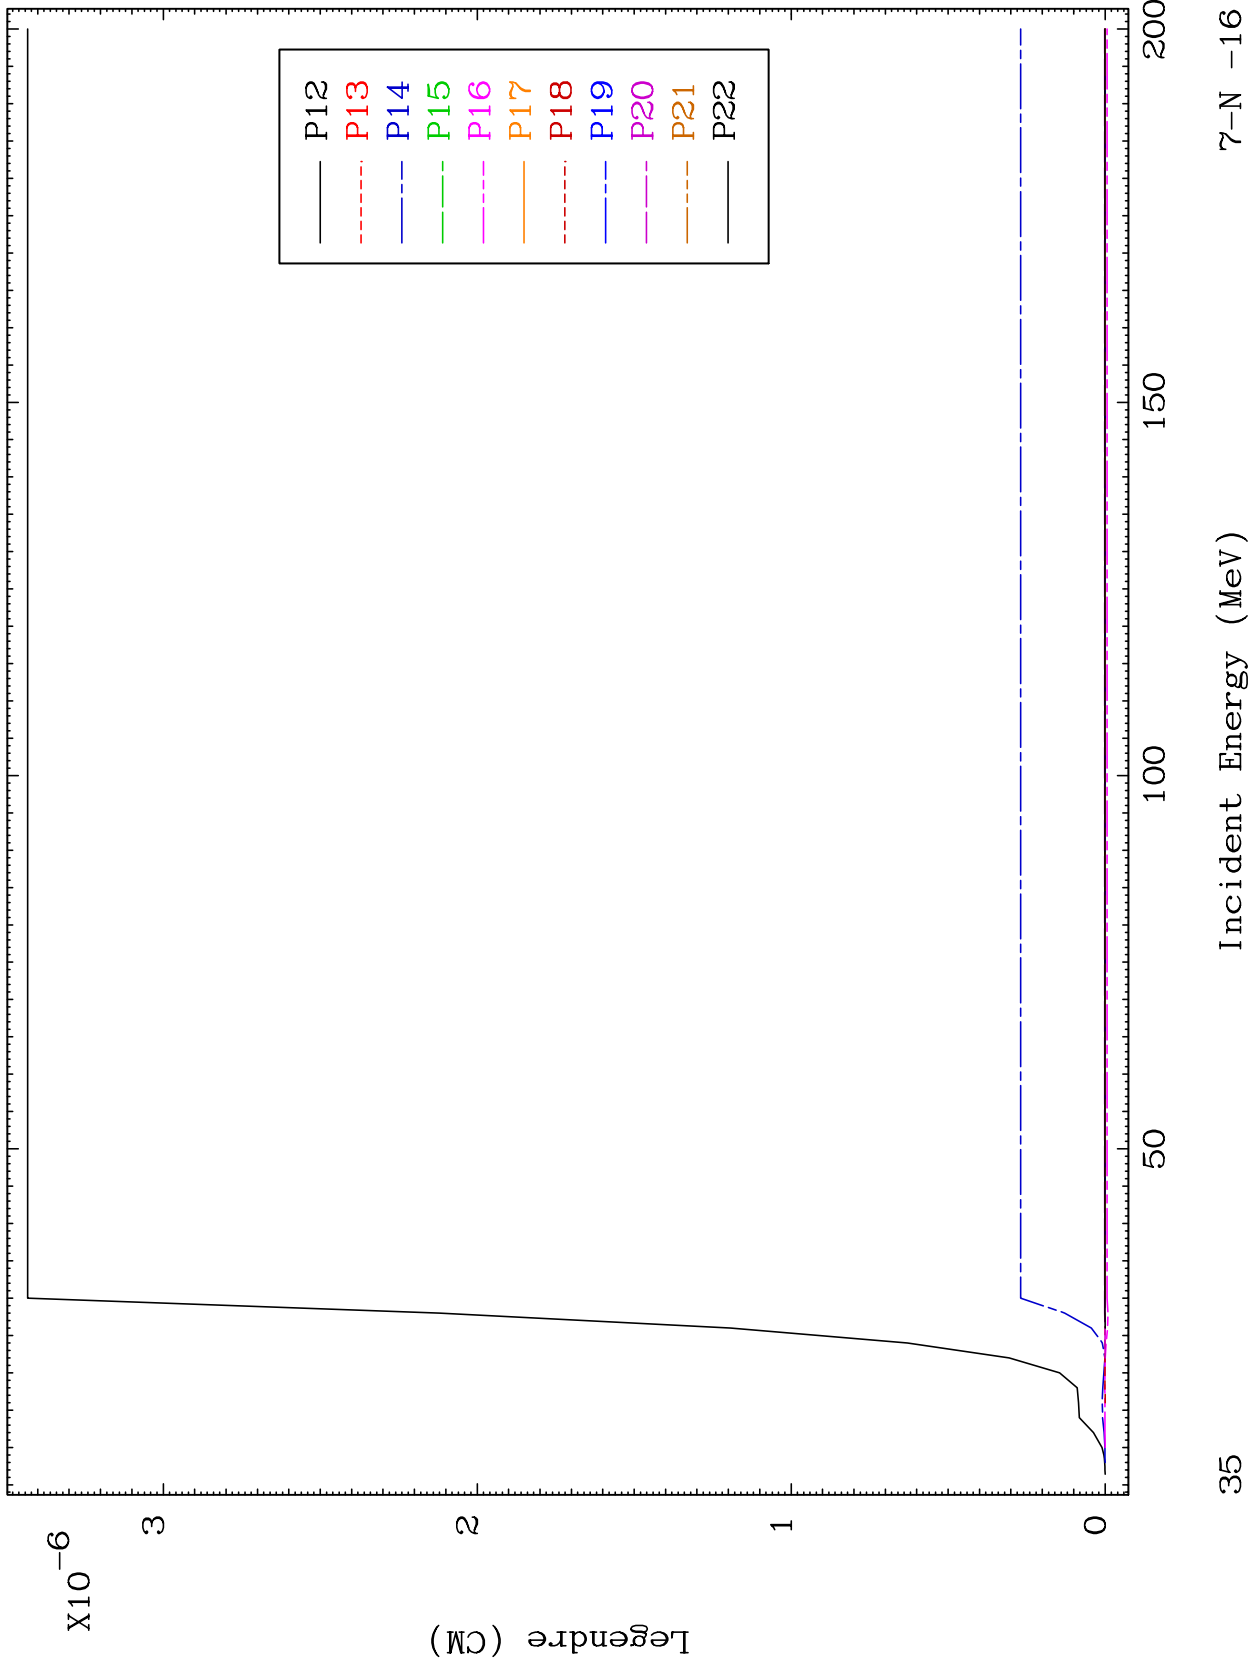 X10⁻⁶
3
2
1
0
Legendre (CM)
P12
P13
P14
P15
P16
P17
P18
P19
P20
P21
P22
50
100
150
200
Incident Energy (MeV)
35
7-N -16